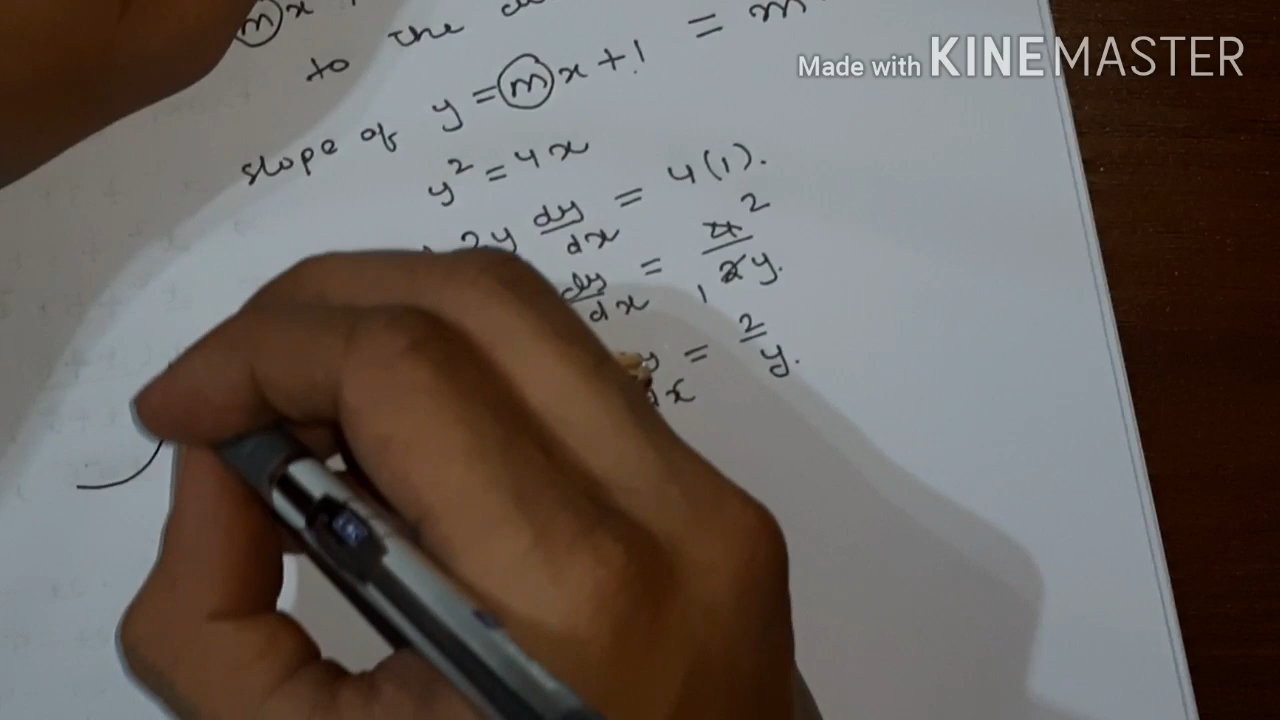 (m)x
to the
Made with KINEMASTER
slope of y = (m)x + 1 = m
y² = 4x
2y dy/dx = 4(1).
dy/dx = 4/2y.
y/dx = 2/y.